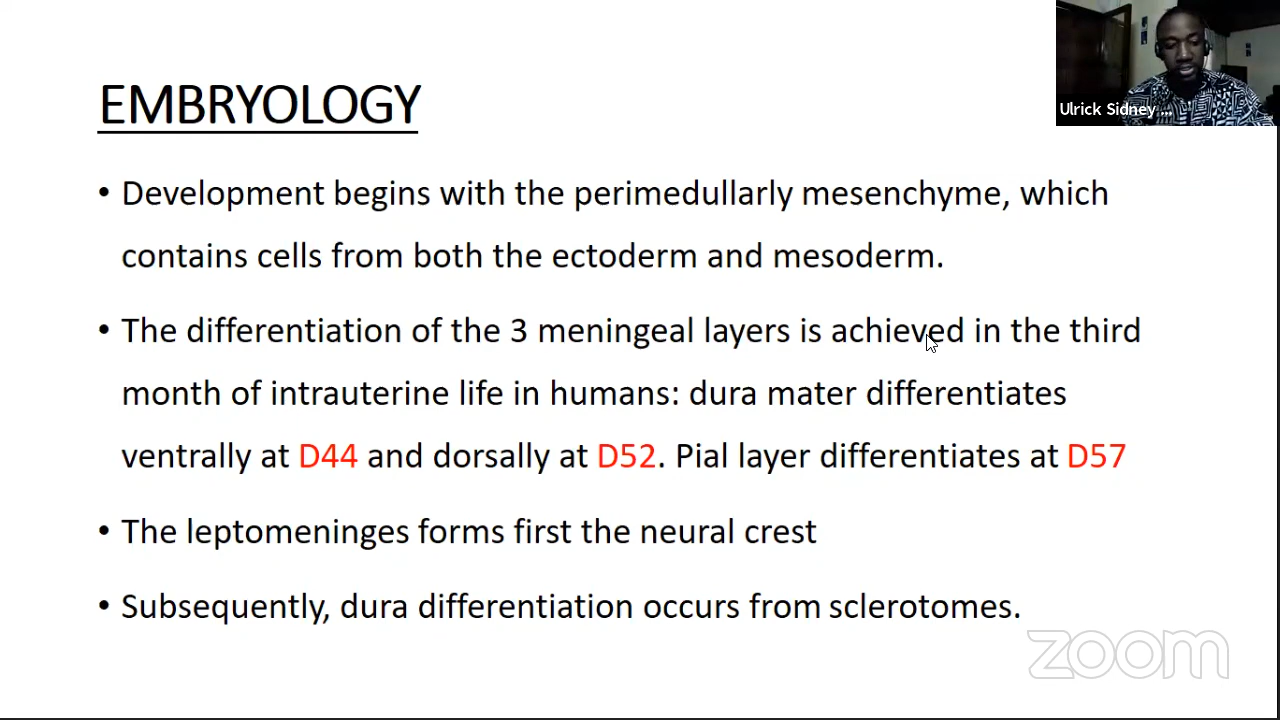 EMBRYOLOGY
Ulrick Sidney ...
• Development begins with the perimedullarly mesenchyme, which
contains cells from both the ectoderm and mesoderm.
• The differentiation of the 3 meningeal layers is achieved in the third
month of intrauterine life in humans: dura mater differentiates
ventrally at D44 and dorsally at D52. Pial layer differentiates at D57
• The leptomeninges forms first the neural crest
• Subsequently, dura differentiation occurs from sclerotomes.
zoom